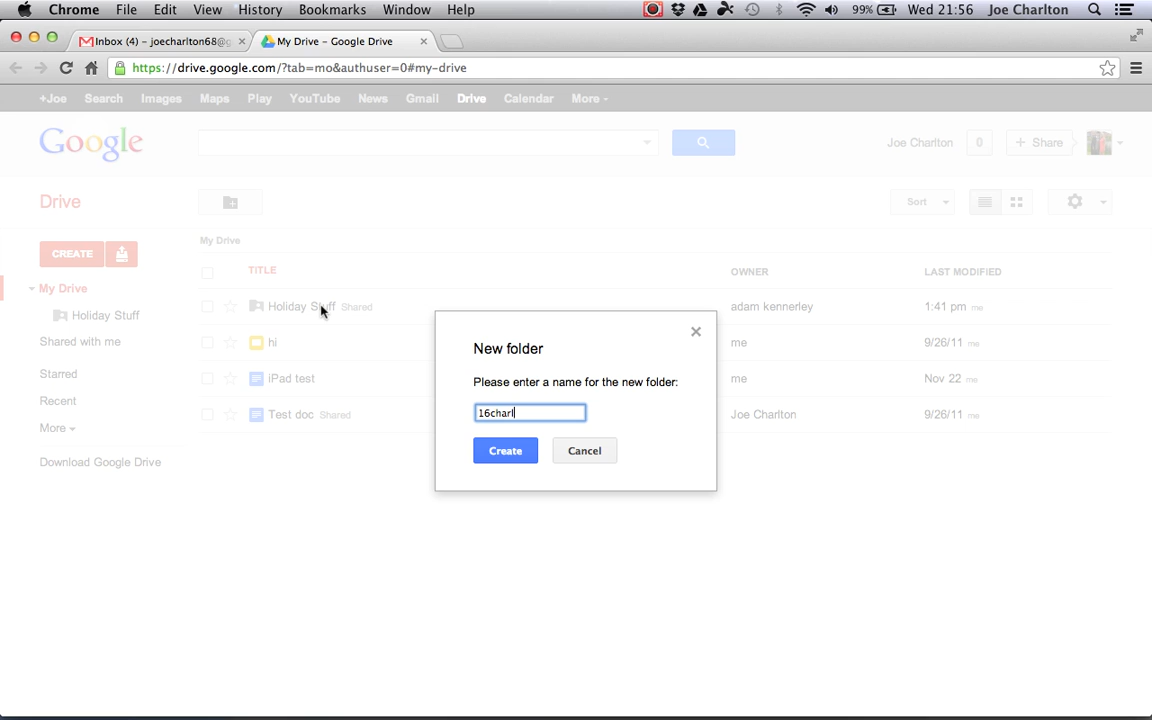 Chrome File Edit View History Bookmarks Window Help 99% Wed 21:56 Joe Charlton
Inbox (4) – joecharlton68@g My Drive – Google Drive
https://drive.google.com/?tab=mo&authuser=0#my-drive
+Joe Search Images Maps Play YouTube News Gmail Drive Calendar More
Google Joe Charlton 0 + Share
Drive Sort
My Drive
CREATE TITLE OWNER LAST MODIFIED
My Drive
Holiday Stuff Shared adam kennerley 1:41 pm me
Holiday Stuff
Shared with me hi me 9/26/11 me
Starred iPad test me Nov 22 me
Recent
Test doc Shared Joe Charlton 9/26/11 me
More
Download Google Drive
New folder
Please enter a name for the new folder:
16charl
Create Cancel